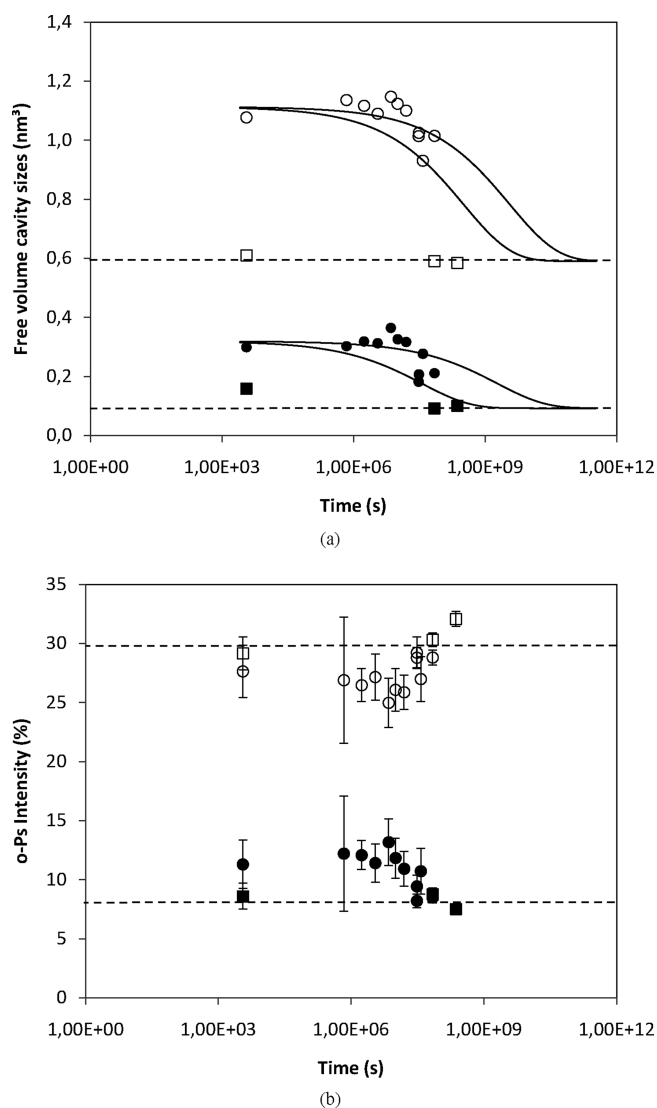 1,4
1,2
1,0
0,8
0,6
0,4
0,2
0,0
Free volume cavity sizes (nm³)
1,00E+00 1,00E+03 1,00E+06 1,00E+09 1,00E+12
Time (s)
(a)
35
30
25
20
15
10
5
0
o-Ps Intensity (%)
1,00E+00 1,00E+03 1,00E+06 1,00E+09 1,00E+12
Time (s)
(b)